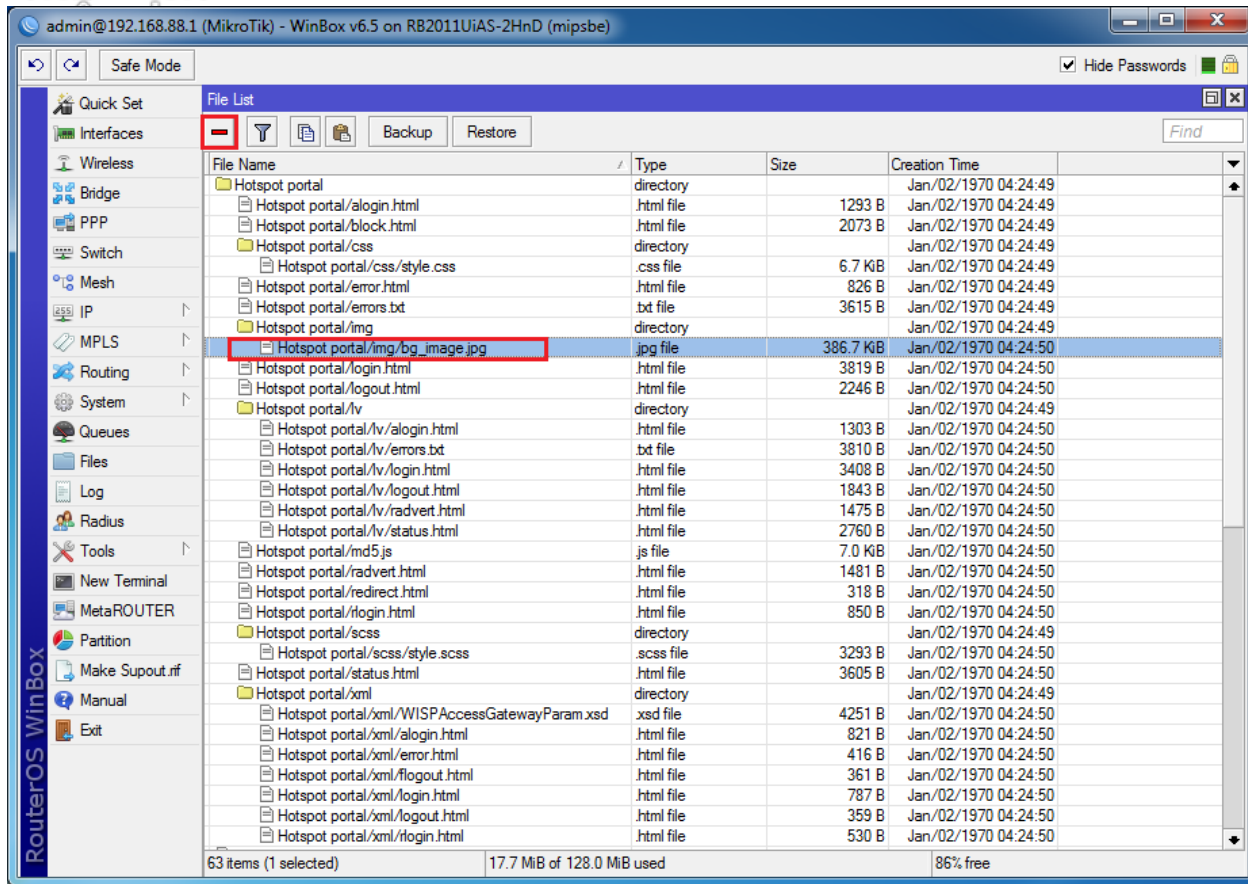 admin@192.168.88.1 (MikroTik) - WinBox v6.5 on RB2011UiAS-2HnD (mipsbe)
Safe Mode Hide Passwords
Quick Set
Interfaces
Wireless
Bridge
PPP
Switch
Mesh
IP
MPLS
Routing
System
Queues
Files
Log
Radius
Tools
New Terminal
MetaROUTER
Partition
Make Supout.rif
Manual
Exit
RouterOS WinBox
File List
Backup Restore Find
File Name Type Size Creation Time
Hotspot portal directory Jan/02/1970 04:24:49
Hotspot portal/alogin.html .html file 1293 B Jan/02/1970 04:24:49
Hotspot portal/block.html .html file 2073 B Jan/02/1970 04:24:49
Hotspot portal/css directory Jan/02/1970 04:24:49
Hotspot portal/css/style.css .css file 6.7 KiB Jan/02/1970 04:24:49
Hotspot portal/error.html .html file 826 B Jan/02/1970 04:24:49
Hotspot portal/errors.txt .txt file 3615 B Jan/02/1970 04:24:49
Hotspot portal/img directory Jan/02/1970 04:24:49
Hotspot portal/img/bg_image.jpg .jpg file 386.7 KiB Jan/02/1970 04:24:50
Hotspot portal/login.html .html file 3819 B Jan/02/1970 04:24:50
Hotspot portal/logout.html .html file 2246 B Jan/02/1970 04:24:50
Hotspot portal/lv directory Jan/02/1970 04:24:49
Hotspot portal/lv/alogin.html .html file 1303 B Jan/02/1970 04:24:50
Hotspot portal/lv/errors.txt .txt file 3810 B Jan/02/1970 04:24:50
Hotspot portal/lv/login.html .html file 3408 B Jan/02/1970 04:24:50
Hotspot portal/lv/logout.html .html file 1843 B Jan/02/1970 04:24:50
Hotspot portal/lv/radvert.html .html file 1475 B Jan/02/1970 04:24:50
Hotspot portal/lv/status.html .html file 2760 B Jan/02/1970 04:24:50
Hotspot portal/md5.js .js file 7.0 KiB Jan/02/1970 04:24:50
Hotspot portal/radvert.html .html file 1481 B Jan/02/1970 04:24:50
Hotspot portal/redirect.html .html file 318 B Jan/02/1970 04:24:50
Hotspot portal/rlogin.html .html file 850 B Jan/02/1970 04:24:50
Hotspot portal/scss directory Jan/02/1970 04:24:49
Hotspot portal/scss/style.scss .scss file 3293 B Jan/02/1970 04:24:50
Hotspot portal/status.html .html file 3605 B Jan/02/1970 04:24:50
Hotspot portal/xml directory Jan/02/1970 04:24:49
Hotspot portal/xml/WISPAccessGatewayParam.xsd .xsd file 4251 B Jan/02/1970 04:24:50
Hotspot portal/xml/alogin.html .html file 821 B Jan/02/1970 04:24:50
Hotspot portal/xml/error.html .html file 416 B Jan/02/1970 04:24:50
Hotspot portal/xml/flogout.html .html file 361 B Jan/02/1970 04:24:50
Hotspot portal/xml/login.html .html file 787 B Jan/02/1970 04:24:50
Hotspot portal/xml/logout.html .html file 359 B Jan/02/1970 04:24:50
Hotspot portal/xml/rlogin.html .html file 530 B Jan/02/1970 04:24:50
63 items (1 selected) 17.7 MiB of 128.0 MiB used 86% free